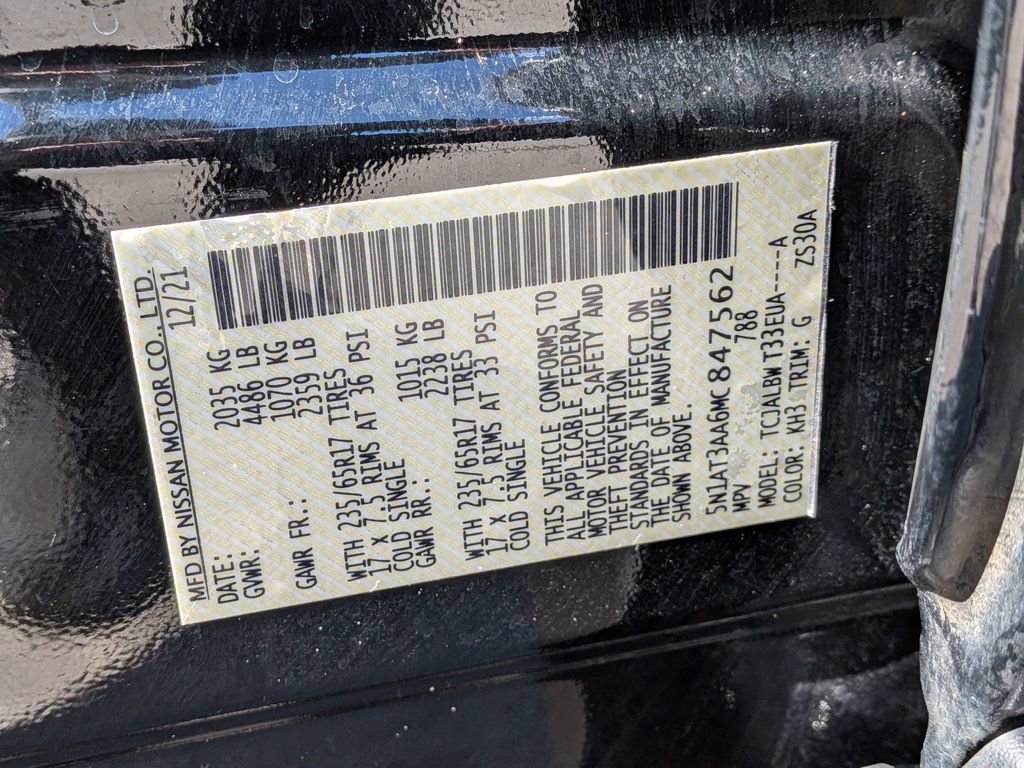 MFD BY NISSAN MOTOR CO., LTD.
DATE: 12/21
GVWR: 2035 KG
4486 LB
GAWR FR.: 1070 KG
2359 LB
WITH 235/65R17 TIRES
17 X 7.5 RIMS AT 36 PSI
COLD SINGLE
GAWR RR.: 1015 KG
2238 LB
WITH 235/65R17 TIRES
17 X 7.5 RIMS AT 33 PSI
COLD SINGLE
THIS VEHICLE CONFORMS TO
ALL APPLICABLE FEDERAL
MOTOR VEHICLE SAFETY AND
THEFT PREVENTION
STANDARDS IN EFFECT ON
THE DATE OF MANUFACTURE
SHOWN ABOVE.
5N1AT3AA6MC847562
MPV 788
MODEL: TCJALBW T33EUA-----A
COLOR: KH3 TRIM: G ZS30A